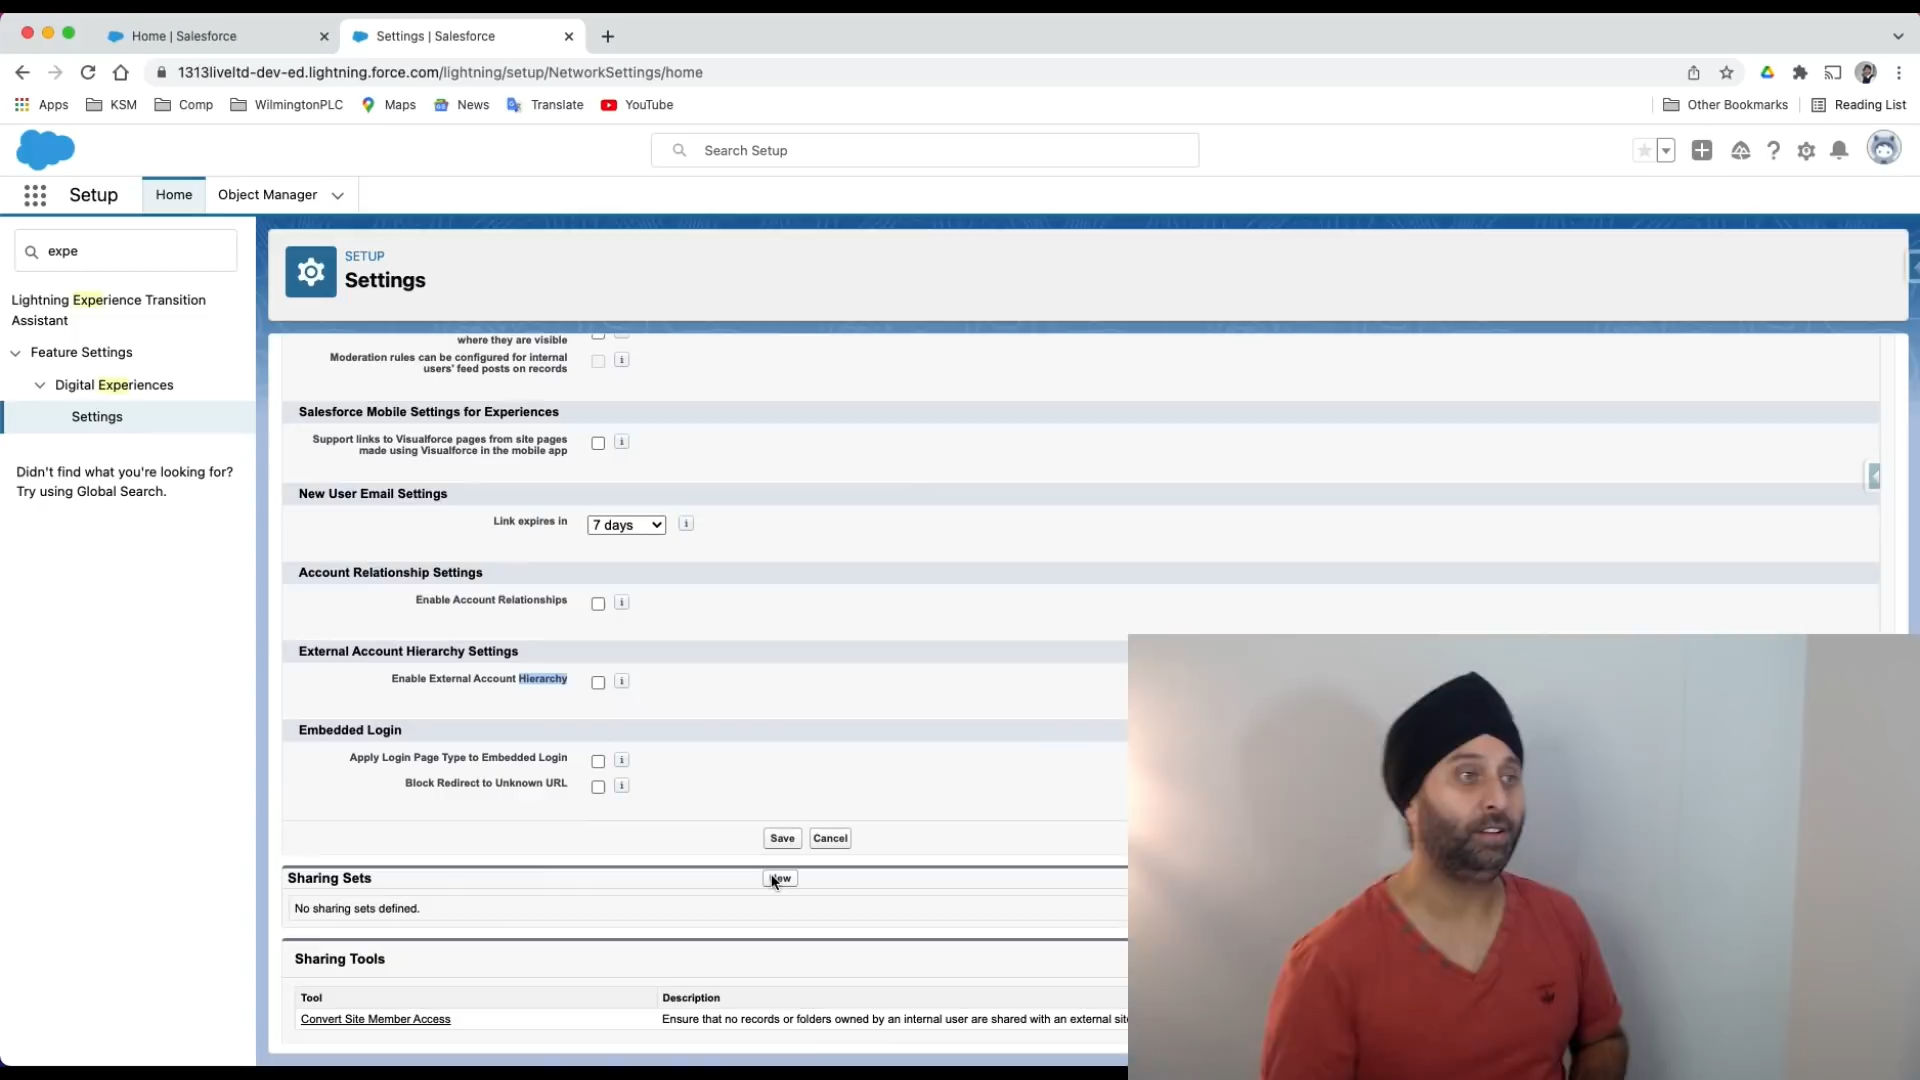 Home | Salesforce
Settings | Salesforce
1313liveltd-dev-ed.lightning.force.com/lightning/setup/NetworkSettings/home
Apps
KSM
Comp
WilmingtonPLC
Maps
News
Translate
YouTube
Other Bookmarks
Reading List
Search Setup
Setup
Home
Object Manager
expe
Lightning Experience Transition
Assistant
Feature Settings
Digital Experiences
Settings
Didn't find what you're looking for?
Try using Global Search.
SETUP
Settings
where they are visible
Moderation rules can be configured for internal
users' feed posts on records
Salesforce Mobile Settings for Experiences
Support links to Visualforce pages from site pages
made using Visualforce in the mobile app
New User Email Settings
Link expires in
7 days
Account Relationship Settings
Enable Account Relationships
External Account Hierarchy Settings
Enable External Account Hierarchy
Embedded Login
Apply Login Page Type to Embedded Login
Block Redirect to Unknown URL
Save
Cancel
Sharing Sets
No sharing sets defined.
Sharing Tools
Tool
Description
Convert Site Member Access
Ensure that no records or folders owned by an internal user are shared with an external